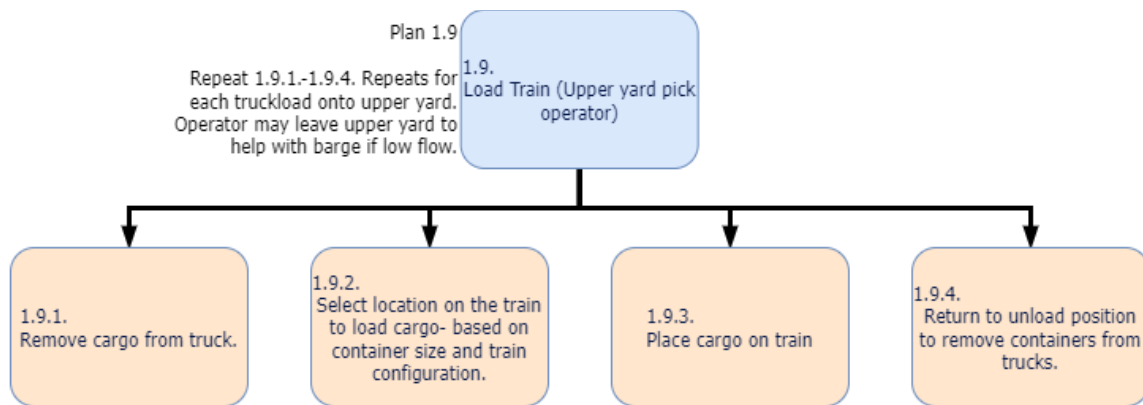 Plan 1.9
Repeat 1.9.1.-1.9.4. Repeats for
each truckload onto upper yard.
Operator may leave upper yard to
help with barge if low flow.
1.9.
Load Train (Upper yard pick
operator)
1.9.1.
Remove cargo from truck.
1.9.2.
Select location on the train
to load cargo- based on
container size and train
configuration.
1.9.3.
Place cargo on train
1.9.4.
Return to unload position
to remove containers from
trucks.